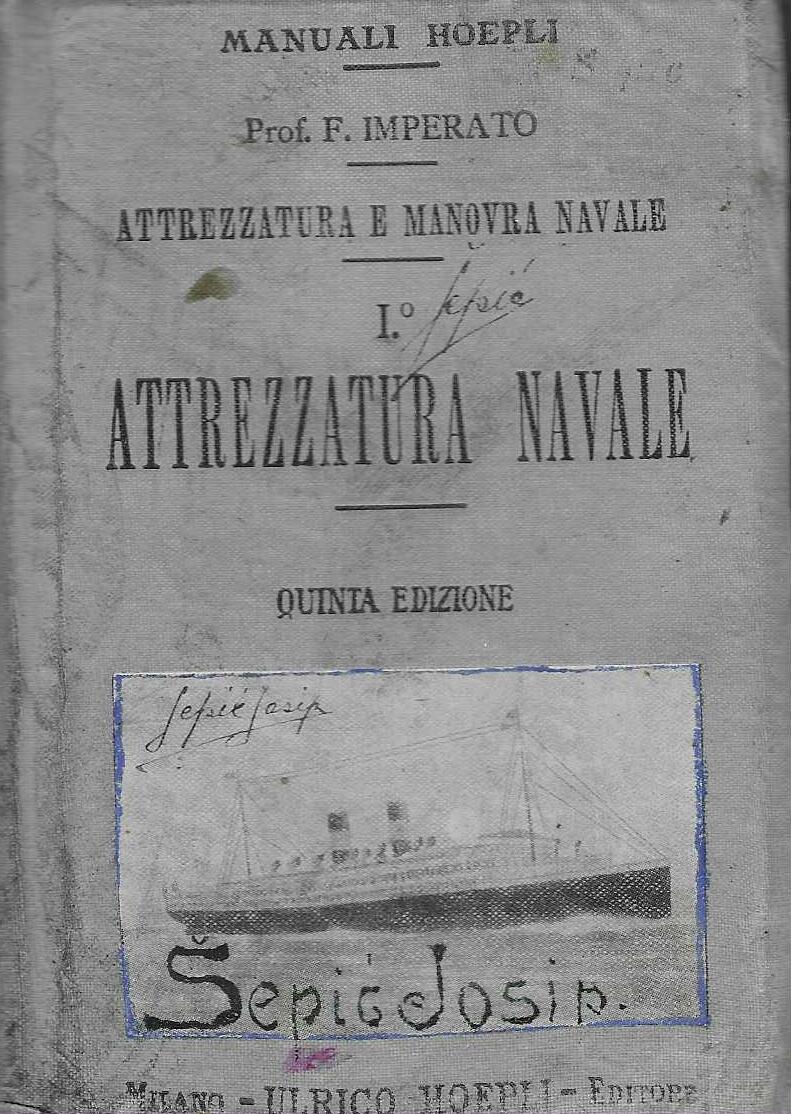 MANUALI HOEPLI
Prof. F. IMPERATO
ATTREZZATURA E MANOVRA NAVALE
I.º Šepić
ATTREZZATURA NAVALE
QUINTA EDIZIONE
Šepić Josip
Šepić Josip.
MILANO - ULRICO HOEPLI - EDITORE